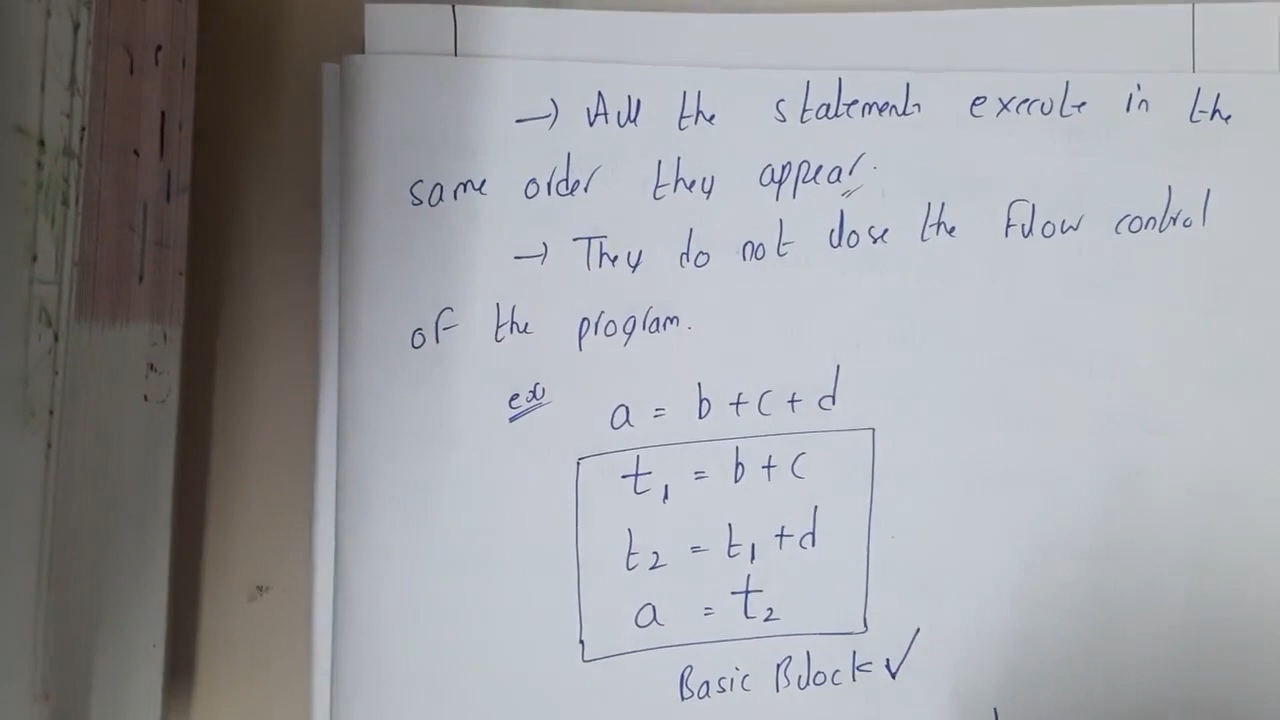 → All the statements execute in the
same order they appear.
→ They do not lose the Flow control
of the program.
ex a = b + c + d
t₁ = b + c
t₂ = t₁ + d
a = t₂
Basic Block ✓